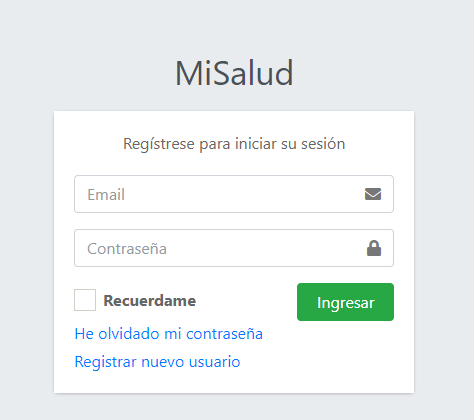 MiSalud
Regístrese para iniciar su sesión
Email
Contraseña
Recuerdame
Ingresar
He olvidado mi contraseña
Registrar nuevo usuario